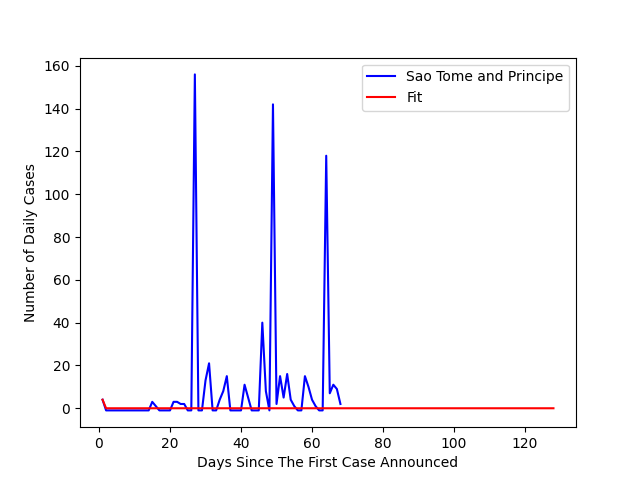 Sao Tome and Principe
Fit
160
140
120
100
80
60
40
20
0
Number of Daily Cases
0 20 40 60 80 100 120
Days Since The First Case Announced